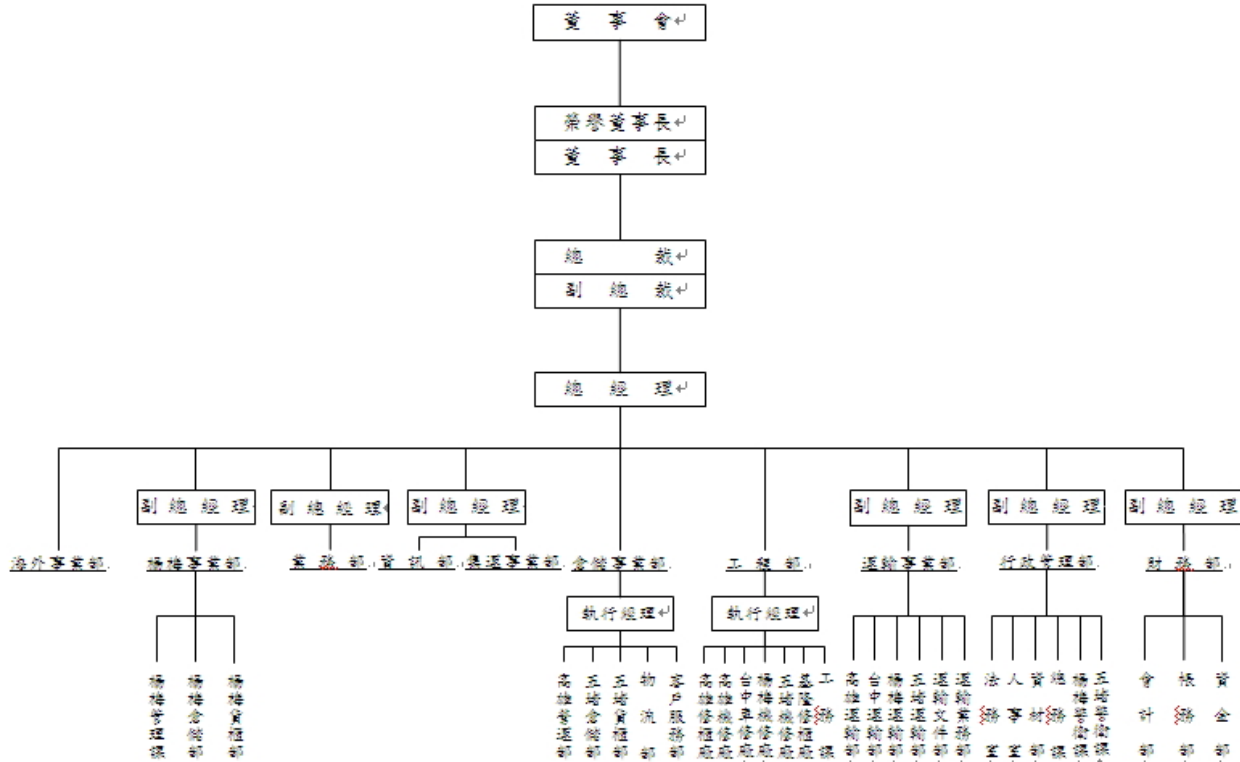 董事會
榮譽董事長
董事長
總裁
副總裁
總經理
副總經理
副總經理
副總經理
副總經理
副總經理
副總經理
海外事業部
楊梅事業部
業務部
資訊部
集運事業部
倉儲事業部
工程部
運輸事業部
行政管理部
財務部
執行經理
執行經理
楊梅管理課
楊梅倉儲部
楊梅貨櫃部
高雄營運部
五堵倉儲部
五堵貨櫃部
物流部
客戶服務部
高雄修櫃廠
高雄機修廠
台中車修廠
楊梅機修廠
五堵機修廠
基隆修櫃廠
工務課
高雄運輸部
台中運輸部
楊梅運輸部
五堵運輸部
運輸文件部
運輸業務部
法務室
人事室
資材部
總務課
楊梅警衛課
五堵警衛課
會計部
帳務部
資金部